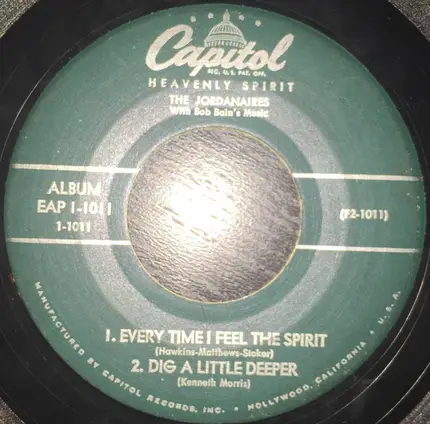 Capitol
REG. U.S. PAT. OFF.
HEAVENLY SPIRIT
THE JORDANAIRES
With Bob Bain's Music
ALBUM
EAP 1-1011
1-1011
(F2-1011)
1. EVERY TIME I FEEL THE SPIRIT
(Hawkins-Matthews-Stoker)
2. DIG A LITTLE DEEPER
(Kenneth Morris)
MANUFACTURED BY CAPITOL RECORDS, INC. • HOLLYWOOD, CALIFORNIA • U.S.A.